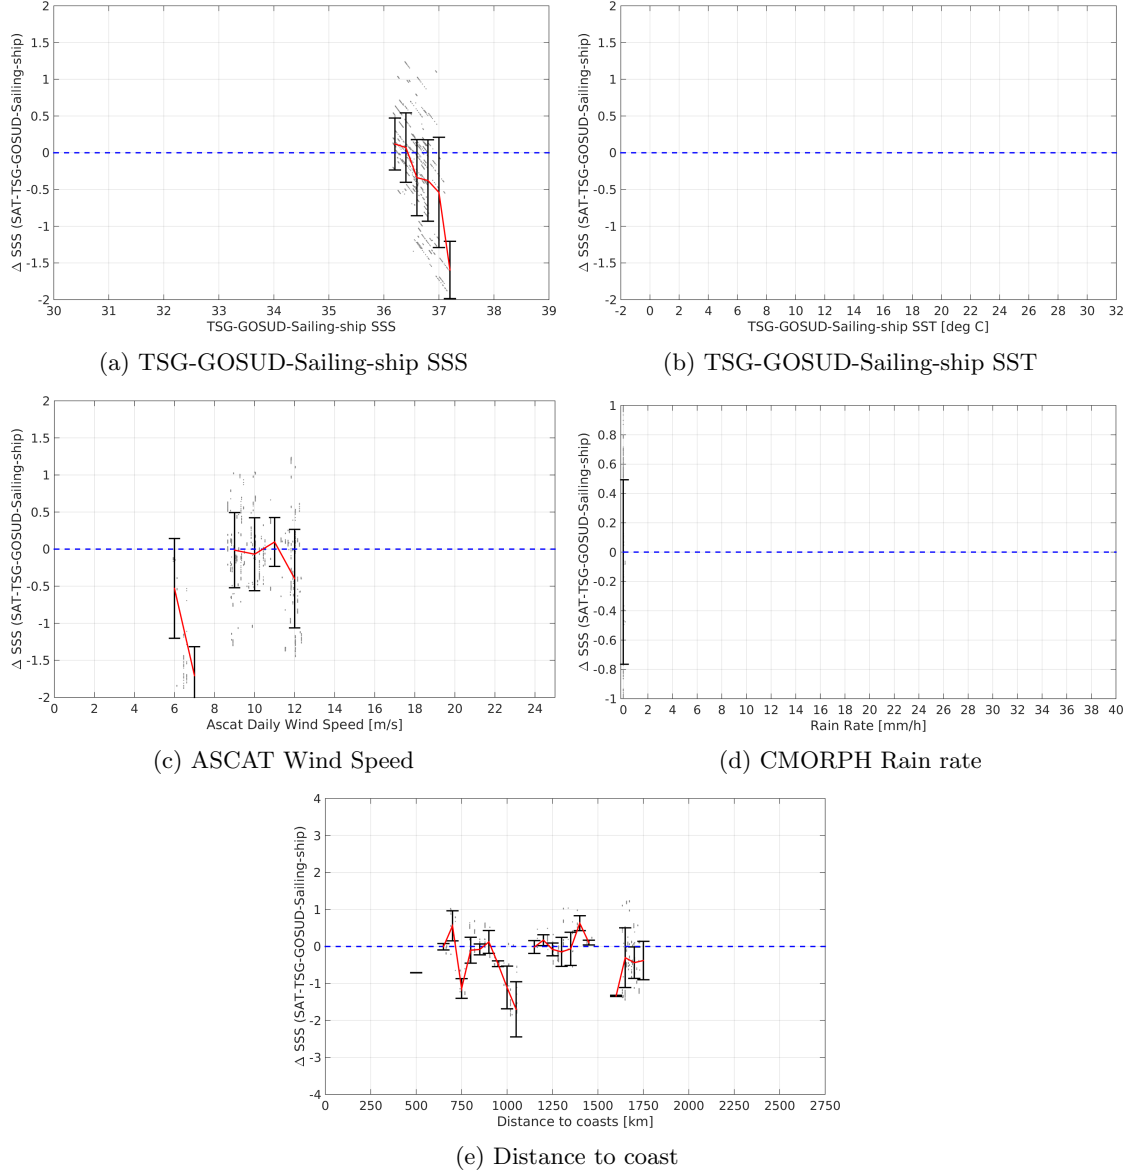 2
1.5
1
0.5
0
-0.5
-1
-1.5
-2
Δ SSS (SAT-TSG-GOSUD-Sailing-ship)
30 31 32 33 34 35 36 37 38 39
TSG-GOSUD-Sailing-ship SSS
(a) TSG-GOSUD-Sailing-ship SSS
2
1.5
1
0.5
0
-0.5
-1
-1.5
-2
Δ SSS (SAT-TSG-GOSUD-Sailing-ship)
-2 0 2 4 6 8 10 12 14 16 18 20 22 24 26 28 30 32
TSG-GOSUD-Sailing-ship SST [deg C]
(b) TSG-GOSUD-Sailing-ship SST
2
1.5
1
0.5
0
-0.5
-1
-1.5
-2
Δ SSS (SAT-TSG-GOSUD-Sailing-ship)
0 2 4 6 8 10 12 14 16 18 20 22 24
Ascat Daily Wind Speed [m/s]
(c) ASCAT Wind Speed
1
0.8
0.6
0.4
0.2
0
-0.2
-0.4
-0.6
-0.8
-1
Δ SSS (SAT-TSG-GOSUD-Sailing-ship)
0 2 4 6 8 10 12 14 16 18 20 22 24 26 28 30 32 34 36 38 40
Rain Rate [mm/h]
(d) CMORPH Rain rate
4
3
2
1
0
-1
-2
-3
-4
Δ SSS (SAT-TSG-GOSUD-Sailing-ship)
0 250 500 750 1000 1250 1500 1750 2000 2250 2500 2750
Distance to coasts [km]
(e) Distance to coast